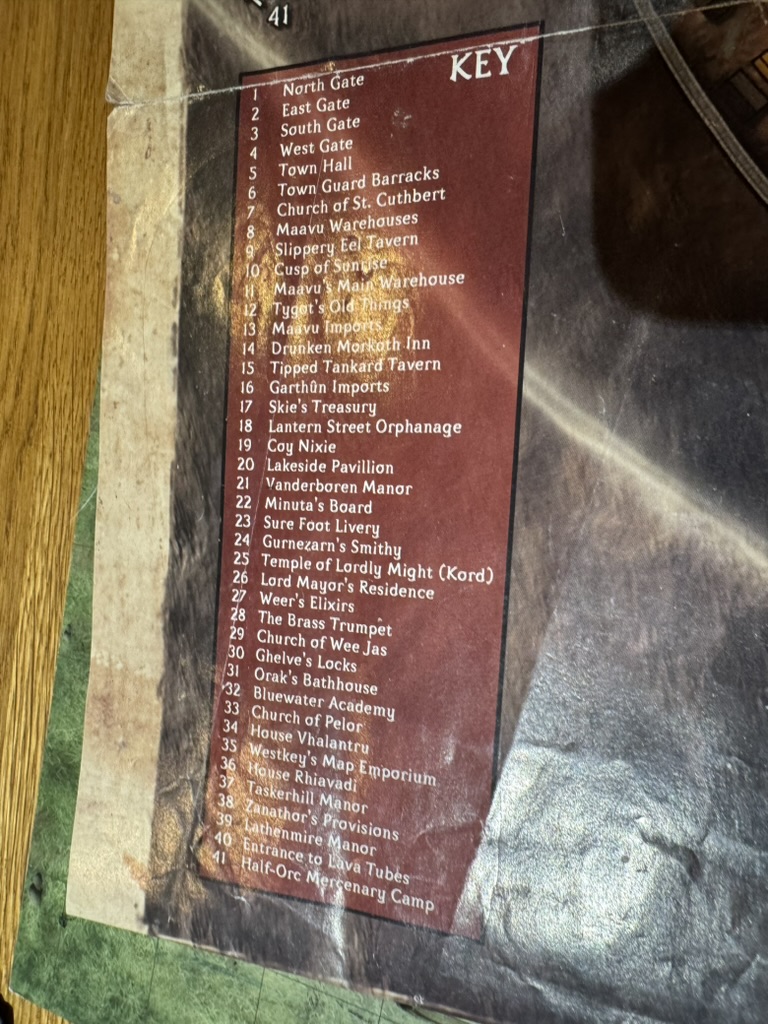 41
KEY
1 North Gate
2 East Gate
3 South Gate
4 West Gate
5 Town Hall
6 Town Guard Barracks
7 Church of St. Cuthbert
8 Maavu Warehouses
9 Slippery Eel Tavern
10 Cusp of Sunrise
11 Maavu's Main Warehouse
12 Tygot's Old Things
13 Maavu Imports
14 Drunken Morkoth Inn
15 Tipped Tankard Tavern
16 Garthûn Imports
17 Skie's Treasury
18 Lantern Street Orphanage
19 Coy Nixie
20 Lakeside Pavillion
21 Vanderboren Manor
22 Minuta's Board
23 Sure Foot Livery
24 Gurnezarn's Smithy
25 Temple of Lordly Might (Kord)
26 Lord Mayor's Residence
27 Weer's Elixirs
28 The Brass Trumpet
29 Church of Wee Jas
30 Ghelve's Locks
31 Orak's Bathhouse
32 Bluewater Academy
33 Church of Pelor
34 House Vhalantru
35 Westkey's Map Emporium
36 House Rhiavadi
37 Taskerhill Manor
38 Zanathor's Provisions
39 Lathenmire Manor
40 Entrance to Lava Tubes
41 Half-Orc Mercenary Camp